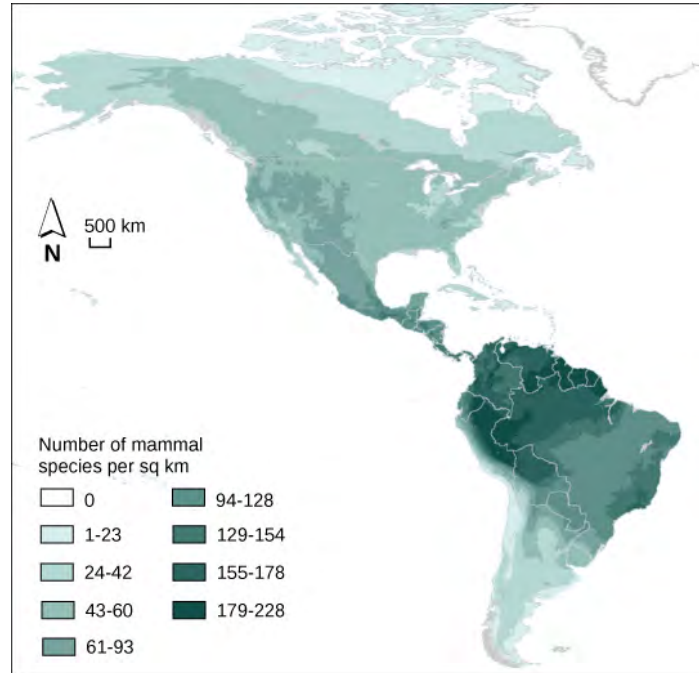 500 km
N
Number of mammal
species per sq km
0
1-23
24-42
43-60
61-93
94-128
129-154
155-178
179-228